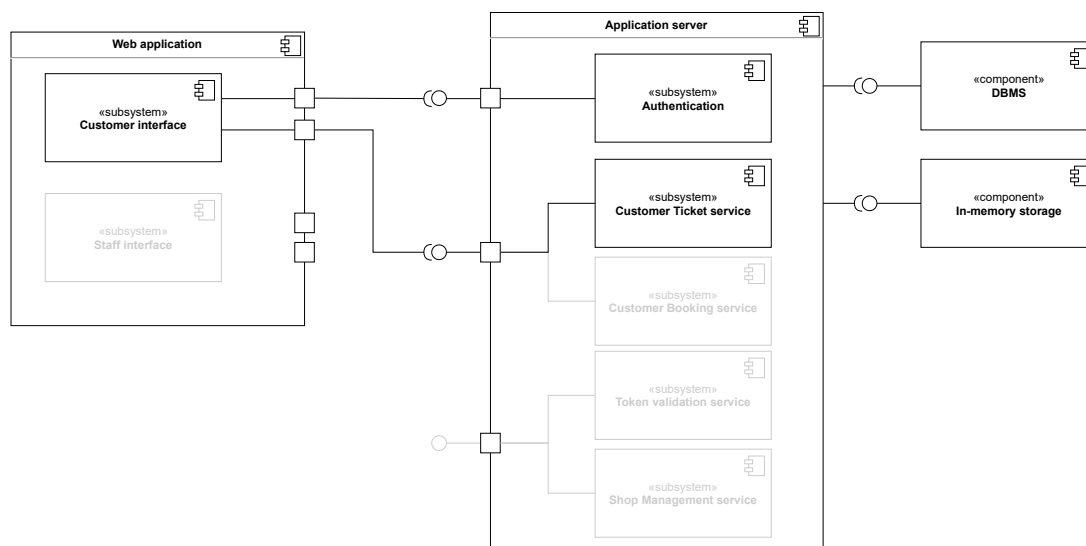 Web application
«subsystem»
Customer interface
«subsystem»
Staff interface
Application server
«subsystem»
Authentication
«subsystem»
Customer Ticket service
«subsystem»
Customer Booking service
«subsystem»
Token validation service
«subsystem»
Shop Management service
«component»
DBMS
«component»
In-memory storage